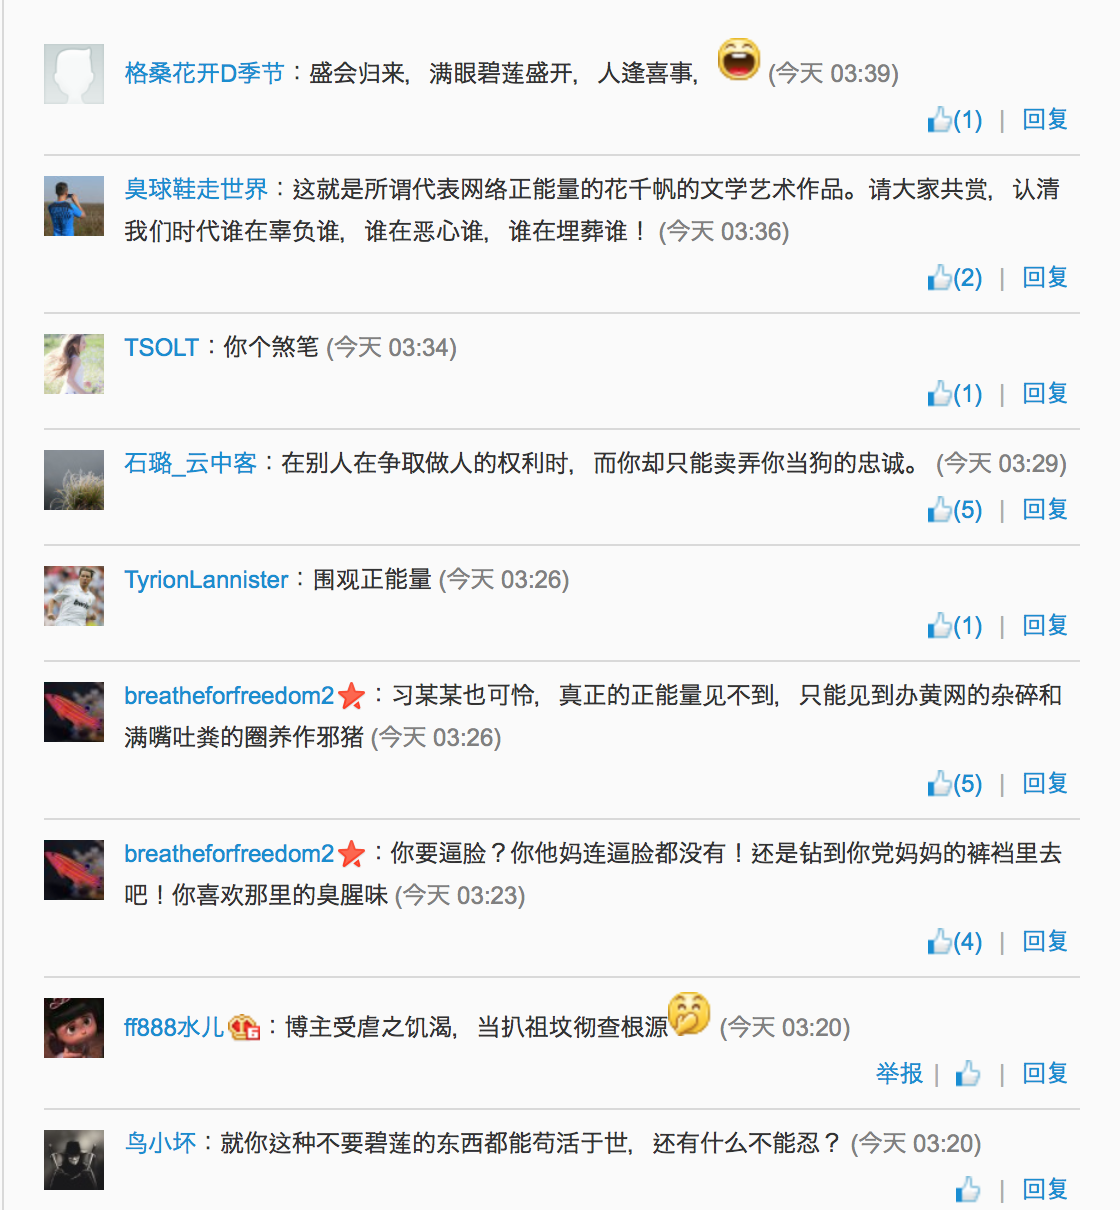 格桑花开D季节：盛会归来，满眼碧莲盛开，人逢喜事， (今天 03:39)
(1) | 回复
臭球鞋走世界：这就是所谓代表网络正能量的花千帆的文学艺术作品。请大家共赏，认清
我们时代谁在辜负谁，谁在恶心谁，谁在埋葬谁！(今天 03:36)
(2) | 回复
TSOLT：你个煞笔 (今天 03:34)
(1) | 回复
石璐_云中客：在别人在争取做人的权利时，而你却只能卖弄你当狗的忠诚。 (今天 03:29)
(5) | 回复
TyrionLannister：围观正能量 (今天 03:26)
(1) | 回复
breatheforfreedom2：习某某也可怜，真正的正能量见不到，只能见到办黄网的杂碎和
满嘴吐粪的圈养作邪猪 (今天 03:26)
(5) | 回复
breatheforfreedom2：你要逼脸？你他妈连逼脸都没有！还是钻到你党妈妈的裤裆里去
吧！你喜欢那里的臭腥味 (今天 03:23)
(4) | 回复
ff888水儿：博主受虐之饥渴，当扒祖坟彻查根源 (今天 03:20)
举报 | | 回复
鸟小坏：就你这种不要碧莲的东西都能苟活于世，还有什么不能忍？ (今天 03:20)
| 回复